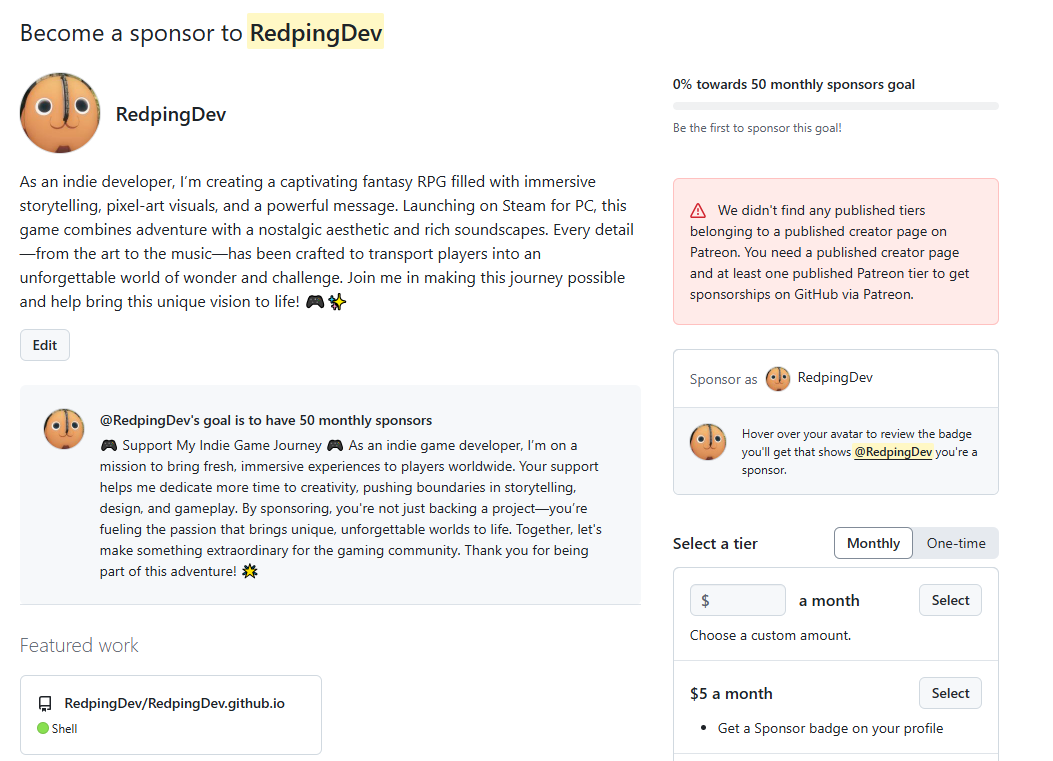 Become a sponsor to RedpingDev
RedpingDev
As an indie developer, I’m creating a captivating fantasy RPG filled with immersive
storytelling, pixel-art visuals, and a powerful message. Launching on Steam for PC, this
game combines adventure with a nostalgic aesthetic and rich soundscapes. Every detail
—from the art to the music—has been crafted to transport players into an
unforgettable world of wonder and challenge. Join me in making this journey possible
and help bring this unique vision to life! 🎮✨
Edit
@RedpingDev's goal is to have 50 monthly sponsors
🎮 Support My Indie Game Journey 🎮 As an indie game developer, I’m on a
mission to bring fresh, immersive experiences to players worldwide. Your support
helps me dedicate more time to creativity, pushing boundaries in storytelling,
design, and gameplay. By sponsoring, you're not just backing a project—you’re
fueling the passion that brings unique, unforgettable worlds to life. Together, let's
make something extraordinary for the gaming community. Thank you for being
part of this adventure! 🌟
Featured work
RedpingDev/RedpingDev.github.io
Shell
0% towards 50 monthly sponsors goal
Be the first to sponsor this goal!
We didn't find any published tiers
belonging to a published creator page on
Patreon. You need a published creator page
and at least one published Patreon tier to get
sponsorships on GitHub via Patreon.
Sponsor as RedpingDev
Hover over your avatar to review the badge
you'll get that shows @RedpingDev you're a
sponsor.
Select a tier
Monthly One-time
$ a month Select
Choose a custom amount.
$5 a month Select
• Get a Sponsor badge on your profile